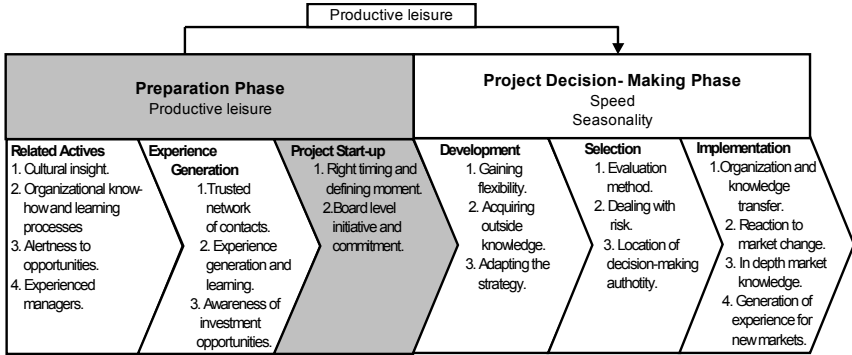 Productive leisure
Preparation Phase
Productive leisure
Project Decision- Making Phase
Speed
Seasonality
Related Actives
1. Cultural insight.
2. Organizational know-
how and learning
processes
3. Alertness to
opportunities.
4. Experienced
managers.
Experience
Generation
1.Trusted
network
of contacts.
2. Experience
generation and
learning.
3. Awareness of
investment
opportunities.
Project Start-up
1. Right timing and
defining moment.
2.Board level
initiative and
commitment.
Development
1. Gaining
flexibility.
2. Acquiring
outside
knowledge.
3. Adapting the
strategy.
Selection
1. Evaluation
method.
2. Dealing with
risk.
3. Location of
decision-making
authotity.
Implementation
1.Organization and
knowledge
transfer.
2. Reaction to
market change.
3. In depth market
knowledge.
4. Generation of
experience for
new markets.